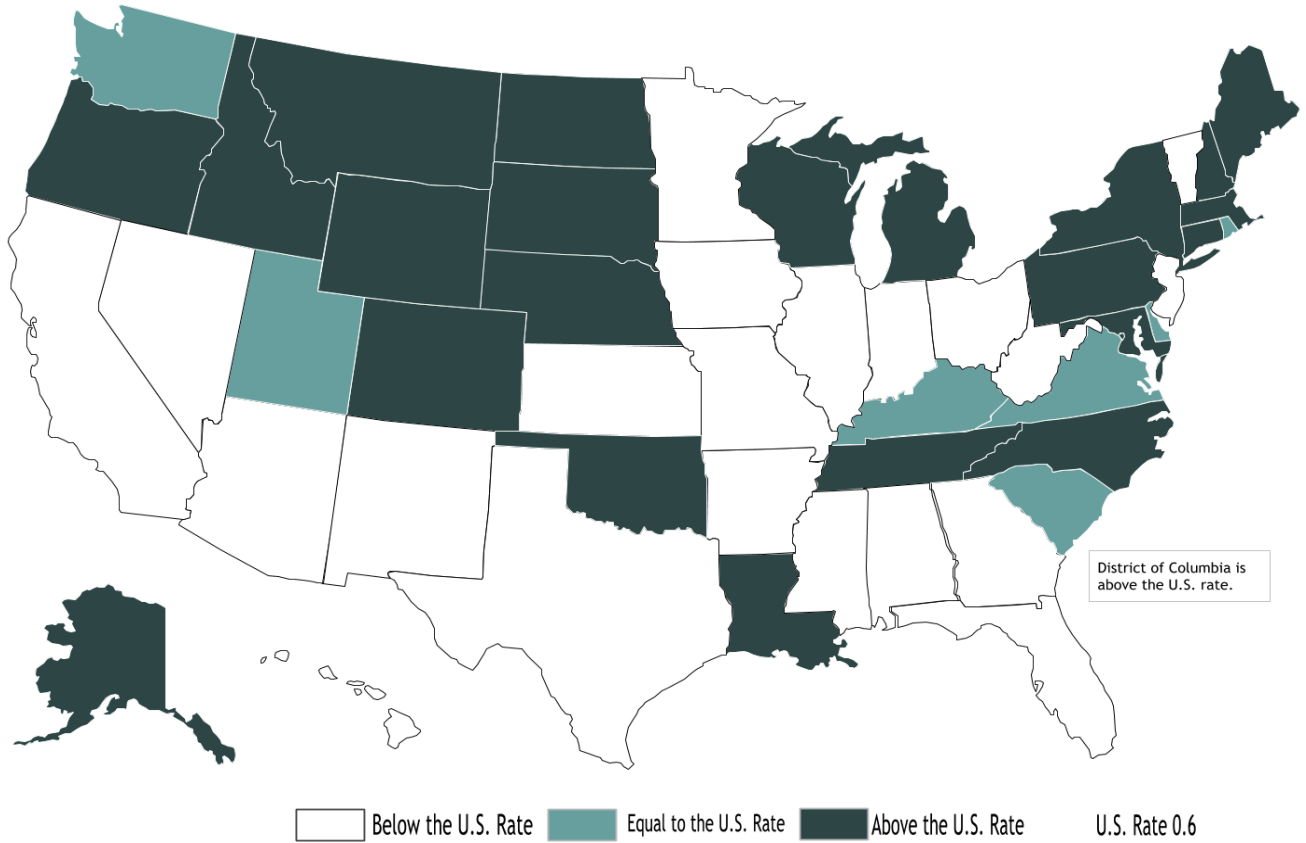 District of Columbia is
above the U.S. rate.
Below the U.S. Rate
Equal to the U.S. Rate
Above the U.S. Rate
U.S. Rate 0.6